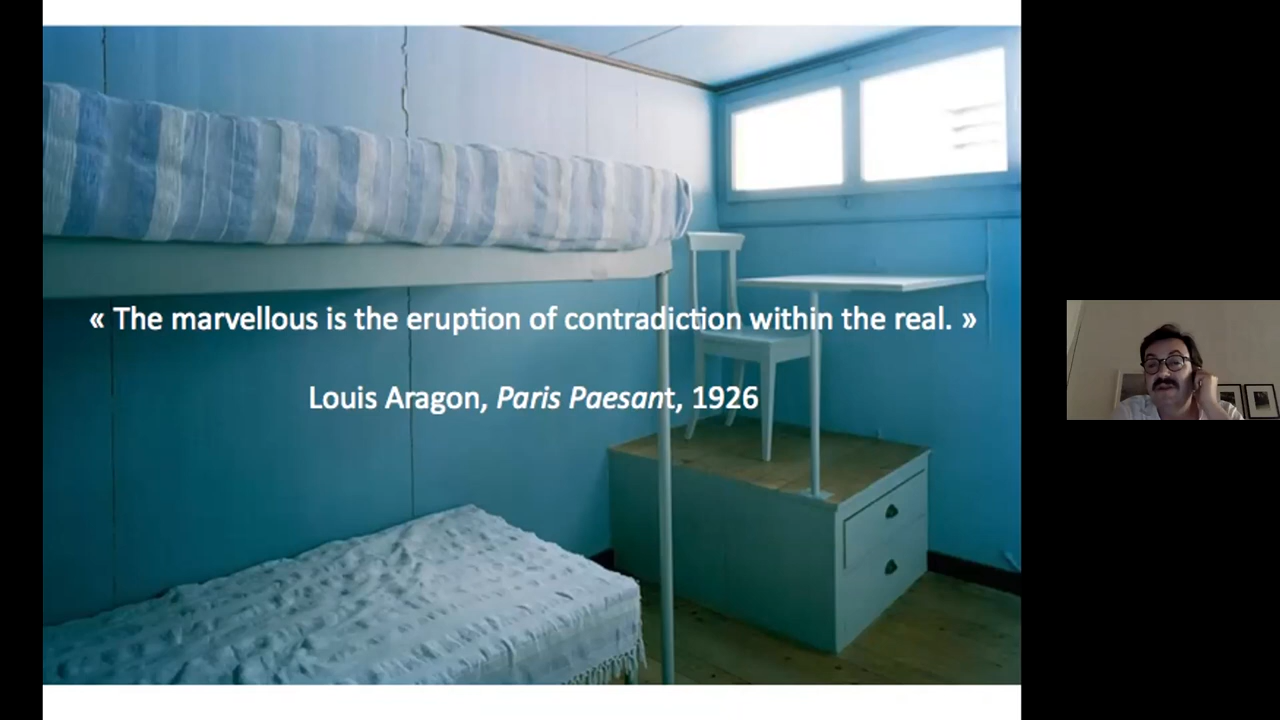 « The marvellous is the eruption of contradiction within the real. »
Louis Aragon, Paris Paesant, 1926